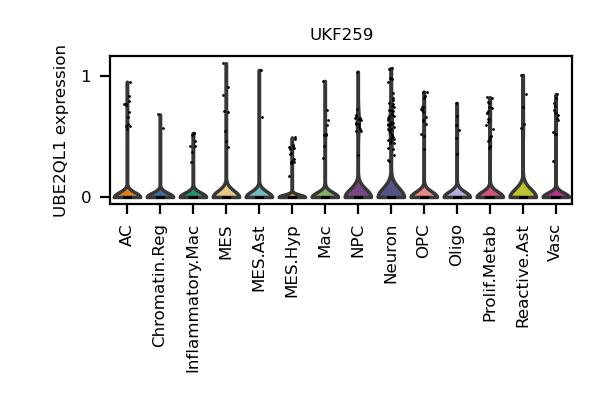 UKF259
UBE2QL1 expression
1
0
AC
Chromatin.Reg
Inflammatory.Mac
MES
MES.Ast
MES.Hyp
Mac
NPC
Neuron
OPC
Oligo
Prolif.Metab
Reactive.Ast
Vasc